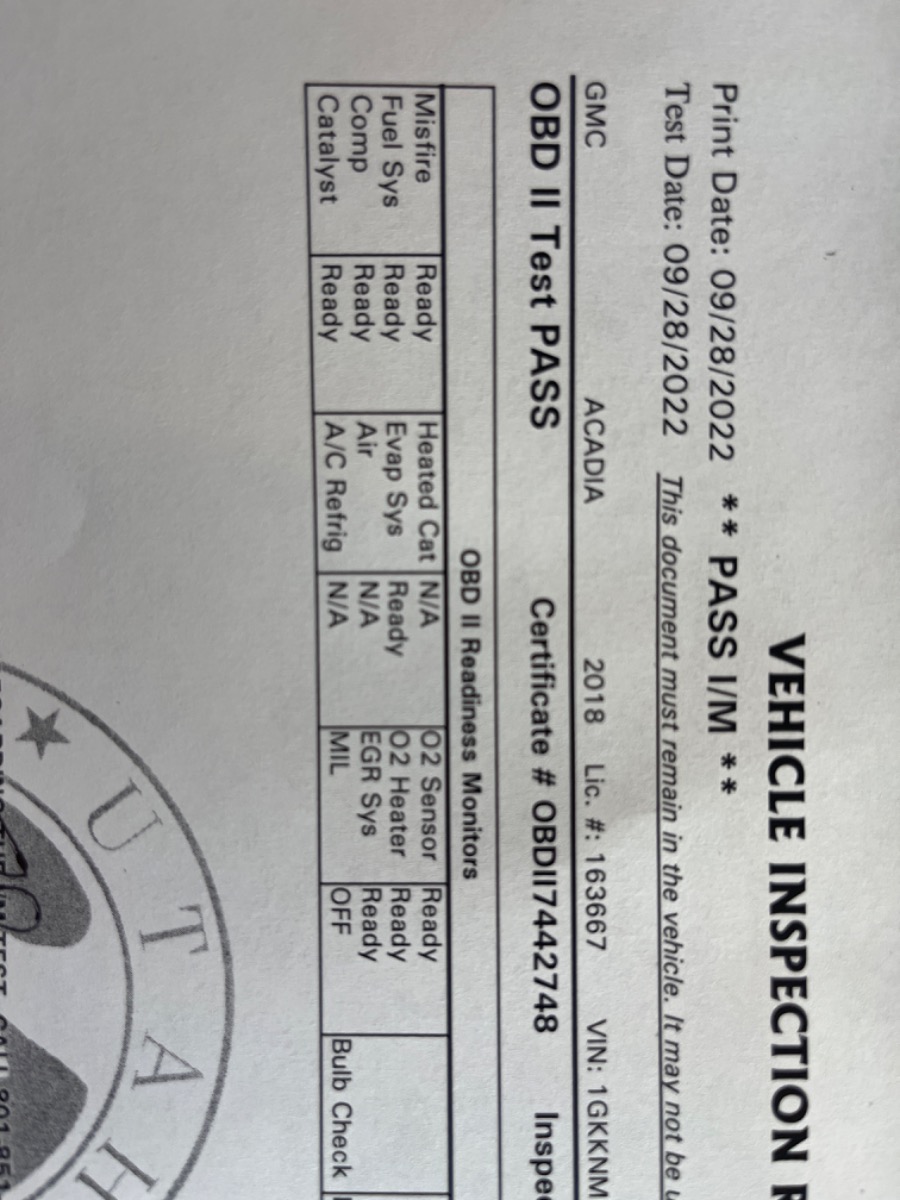 VEHICLE INSPECTION
Print Date: 09/28/2022 ** PASS I/M **
Test Date: 09/28/2022 This document must remain in the vehicle. It may not be
GMC ACADIA 2018 Lic. #: 163667 VIN: 1GKKNM
OBD II Test PASS Certificate # OBDII7442748 Inspe
OBD II Readiness Monitors
Misfire Ready Heated Cat N/A O2 Sensor Ready
Fuel Sys Ready Evap Sys Ready O2 Heater Ready
Comp Ready Air N/A EGR Sys Ready
Catalyst Ready A/C Refrig N/A MIL OFF Bulb Check
UTAH